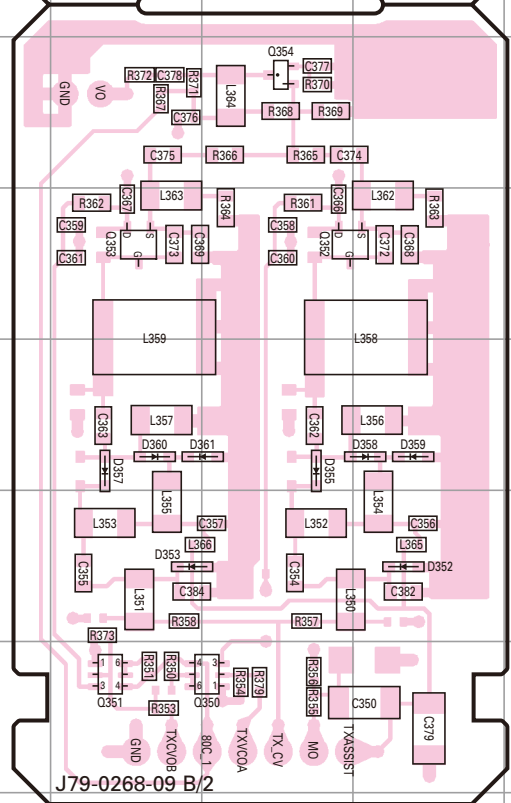 Q354
GND
VO
R372
C378
R371
R367
C376
L364
C377
R370
R368
R369
C375
R366
R365
C374
R362
C367
L363
R364
R361
C366
L362
R363
C359
C361
Q353
D
S
G
C373
C369
C358
C360
Q352
D
S
G
C372
C368
L359
L358
C363
L357
C362
L356
D360
D361
D358
D359
D357
D355
L355
L354
L353
C357
L352
C356
L366
L365
D353
D352
C355
C354
L351
C384
L350
C382
R358
R357
R373
1 6
3 4
Q351
R351
R350
4 3
6 1
Q350
R354
R379
R356
R355
C350
C379
R353
GND
TXCVOB
80C_1
TXVCOA
TX_CV
MO
TXASSIST
J79-0268-09 B/2